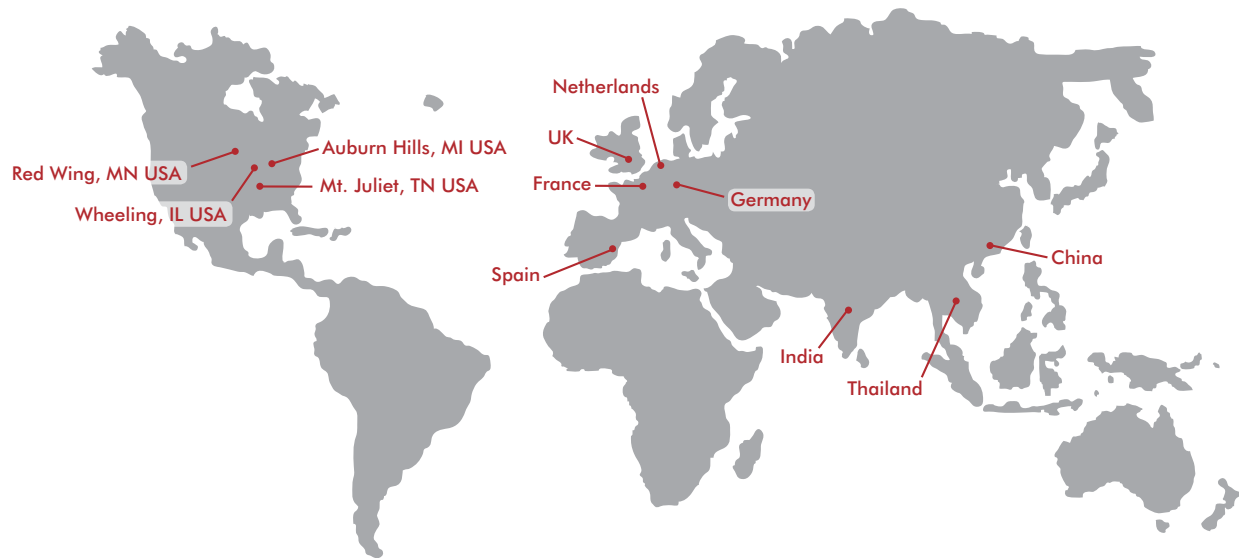 Netherlands
UK
Auburn Hills, MI USA
Red Wing, MN USA
France
Mt. Juliet, TN USA
Germany
Wheeling, IL USA
China
Spain
India
Thailand